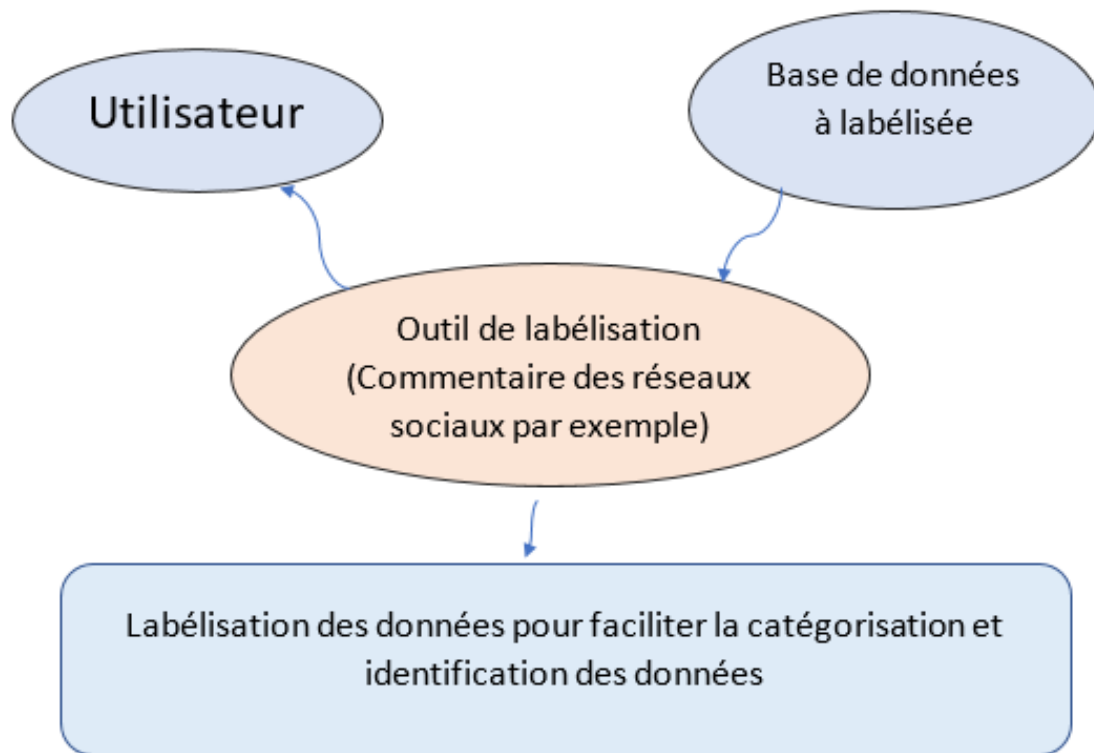 Utilisateur
Base de données
à labélisée
Outil de labélisation
(Commentaire des réseaux
sociaux par exemple)
Labélisation des données pour faciliter la catégorisation et
identification des données